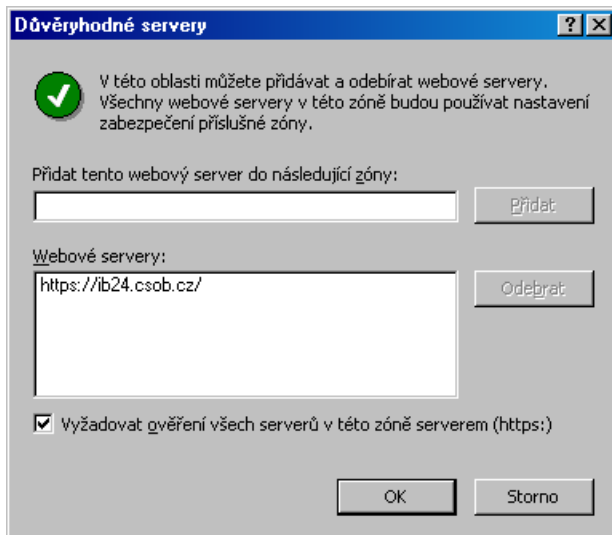 Důvěryhodné servery
V této oblasti můžete přidávat a odebírat webové servery.
Všechny webové servery v této zóně budou používat nastavení
zabezpečení příslušné zóny.
Přidat tento webový server do následující zóny:
Přidat
Webové servery:
https://ib24.csob.cz/
Odebrat
Vyžadovat ověření všech serverů v této zóně serverem (https:)
OK
Storno